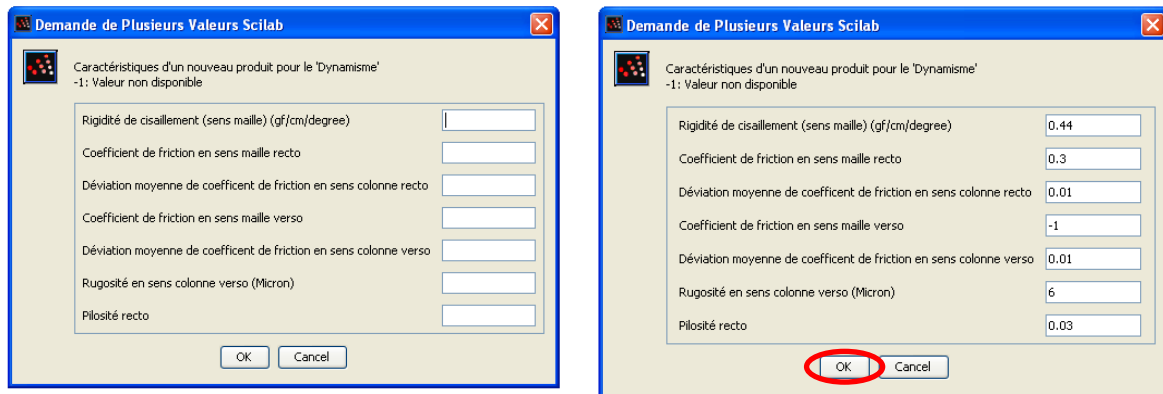 Demande de Plusieurs Valeurs Scilab
Caractéristiques d'un nouveau produit pour le 'Dynamisme'
-1: Valeur non disponible
Rigidité de cisaillement (sens maille) (gf/cm/degree)
Coefficient de friction en sens maille recto
Déviation moyenne de coefficent de friction en sens colonne recto
Coefficient de friction en sens maille verso
Déviation moyenne de coefficent de friction en sens colonne verso
Rugosité en sens colonne verso (Micron)
Pilosité recto
OK Cancel
Demande de Plusieurs Valeurs Scilab
Caractéristiques d'un nouveau produit pour le 'Dynamisme'
-1: Valeur non disponible
Rigidité de cisaillement (sens maille) (gf/cm/degree) 0.44
Coefficient de friction en sens maille recto 0.3
Déviation moyenne de coefficent de friction en sens colonne recto 0.01
Coefficient de friction en sens maille verso -1
Déviation moyenne de coefficent de friction en sens colonne verso 0.01
Rugosité en sens colonne verso (Micron) 6
Pilosité recto 0.03
OK Cancel